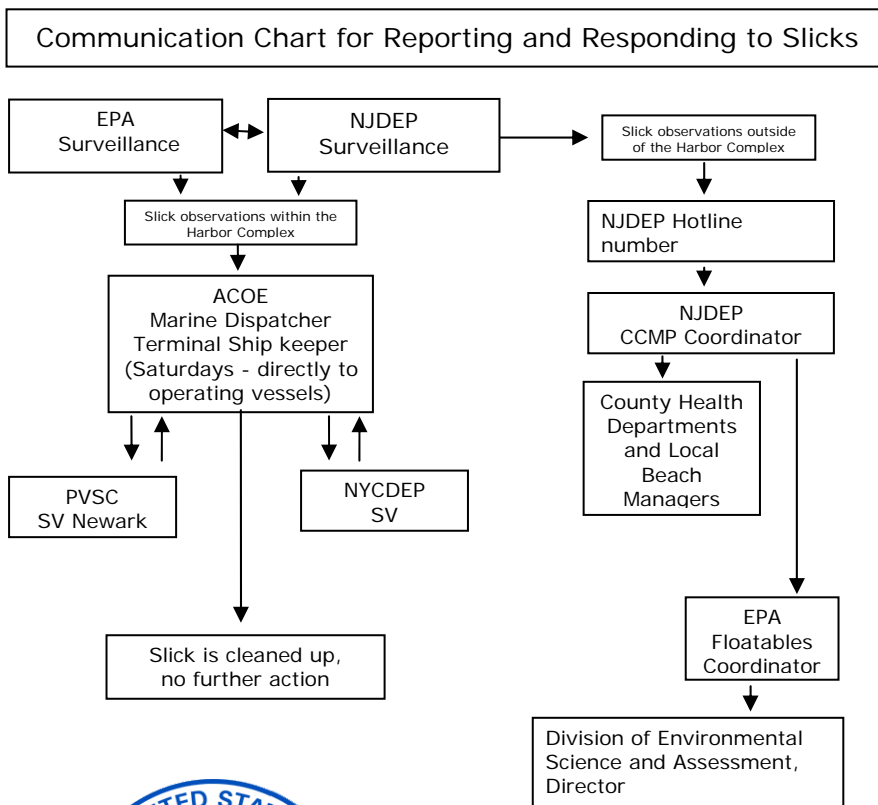 Communication Chart for Reporting and Responding to Slicks
EPA
Surveillance
NJDEP
Surveillance
Slick observations outside
of the Harbor Complex
Slick observations within the
Harbor Complex
NJDEP Hotline
number
ACOE
Marine Dispatcher
Terminal Ship keeper
(Saturdays - directly to
operating vessels)
NJDEP
CCMP Coordinator
County Health
Departments
and Local
Beach
Managers
PVSC
SV Newark
NYCDEP
SV
Slick is cleaned up,
no further action
EPA
Floatables
Coordinator
Division of Environmental
Science and Assessment,
Director